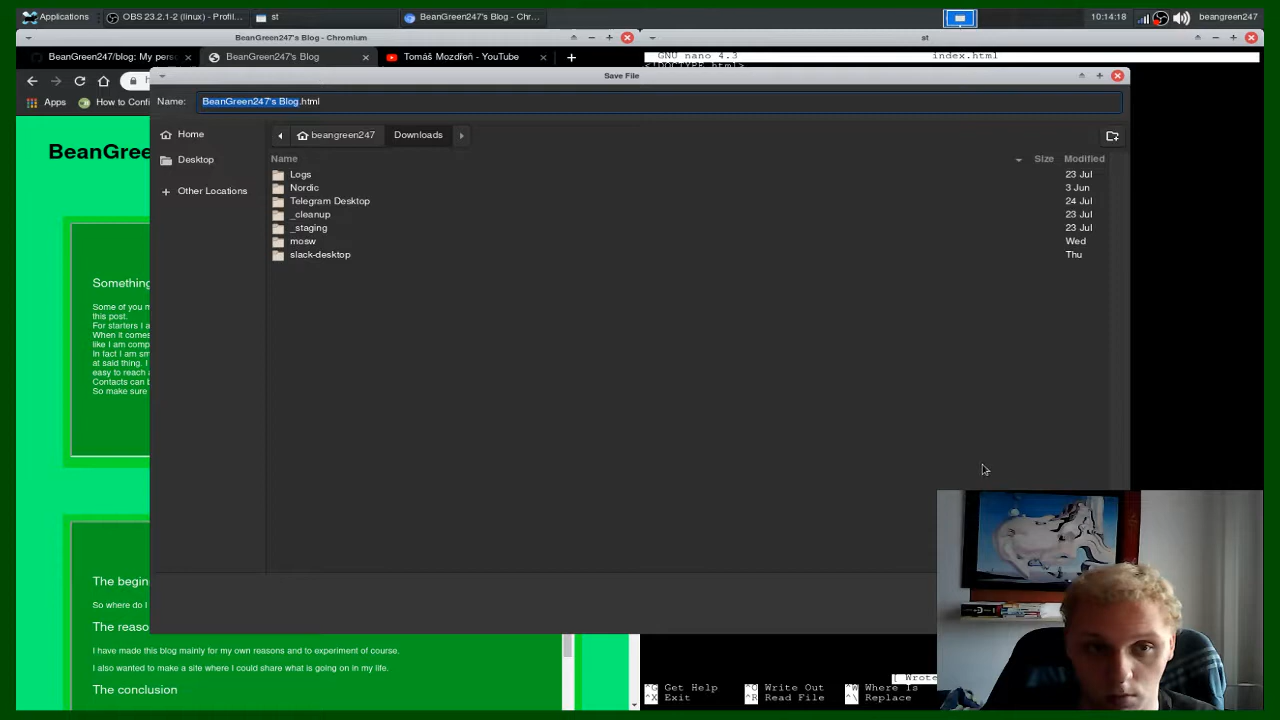 Applications
OBS 23.2.1-2 (linux) - Profil...
st
BeanGreen247's Blog - Chr...
10:14:18
beangreen247
BeanGreen247's Blog - Chromium
st
BeanGreen247/blog: My pers
BeanGreen247's Blog
Tomáš Mozdřeň - YouTube
GNU nano 4.3
index.html
Save File
Name:
BeanGreen247's Blog.html
Apps
How to Confi
Home
Desktop
Other Locations
beangreen247
Downloads
Name
Size
Modified
Logs
23 Jul
Nordic
3 Jun
Telegram Desktop
24 Jul
_cleanup
23 Jul
_staging
23 Jul
mosw
Wed
slack-desktop
Thu
BeanGree
Something
Some of you m
this post.
For starters I a
When it comes
like I am comp
In fact I am sm
at said thing. I
easy to reach a
Contacts can b
So make sure
The begin
So where do I
The reaso
I have made this blog mainly for my own reasons and to experiment of course.
I also wanted to make a site where I could share what is going on in my life.
The conclusion
[ Wrote
^G Get Help
^O Write Out
^W Where Is
^X Exit
^R Read File
^\ Replace